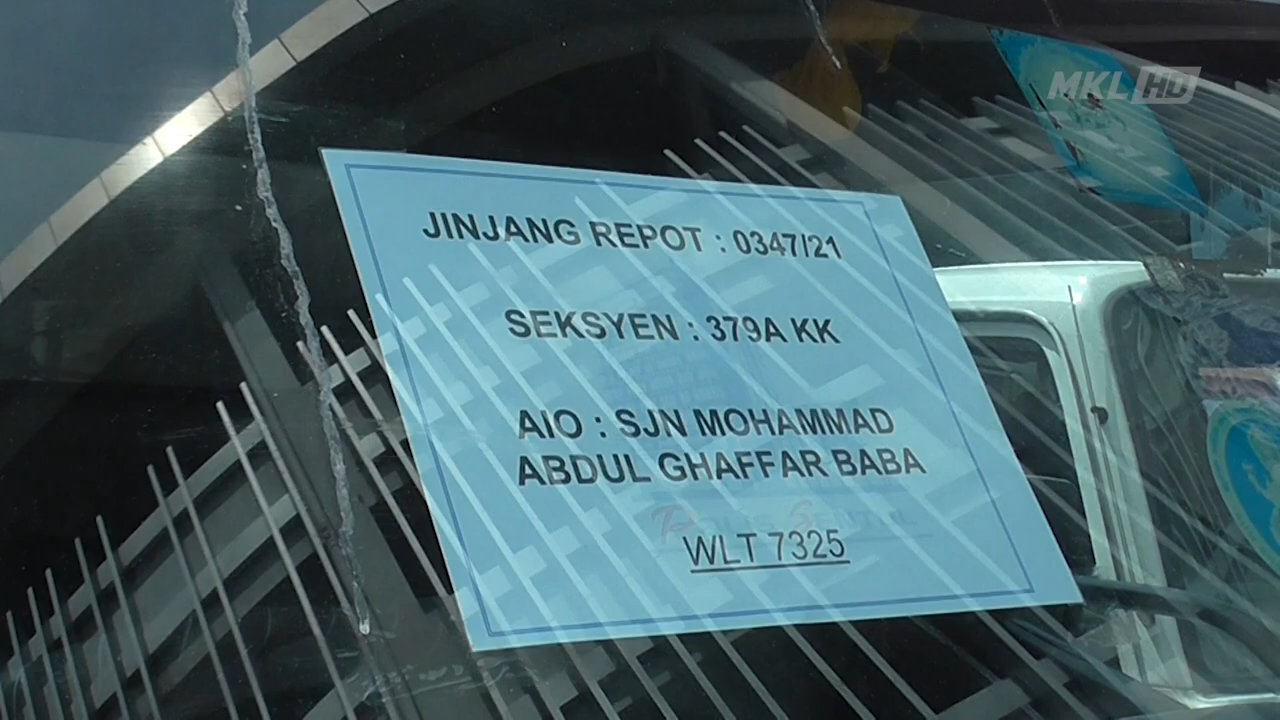 MKL HD
JINJANG REPOT : 0347/21
SEKSYEN : 379A KK
AIO : SJN MOHAMMAD
ABDUL GHAFFAR BABA
WLT 7325